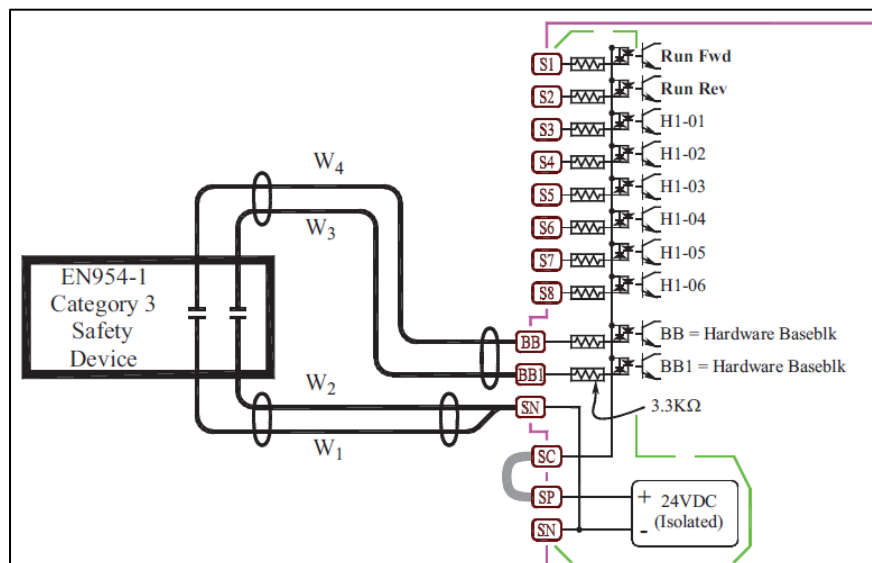 S1 Run Fwd
S2 Run Rev
S3 H1-01
W4 S4 H1-02
S5 H1-03
W3 S6 H1-04
S7 H1-05
S8 H1-06
EN954-1
Category 3
Safety
Device
BB BB = Hardware Baseblk
BB1 BB1 = Hardware Baseblk
W2 SN 3.3KΩ
W1
SC
SP + 24VDC
(Isolated)
SN -